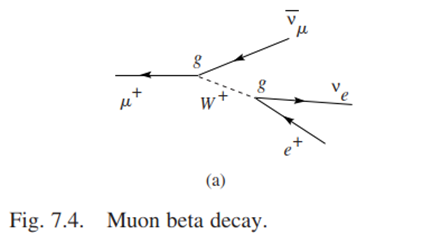 ν̅μ
g
μ+
W+
g
νe
e+
(a)
Fig. 7.4. Muon beta decay.